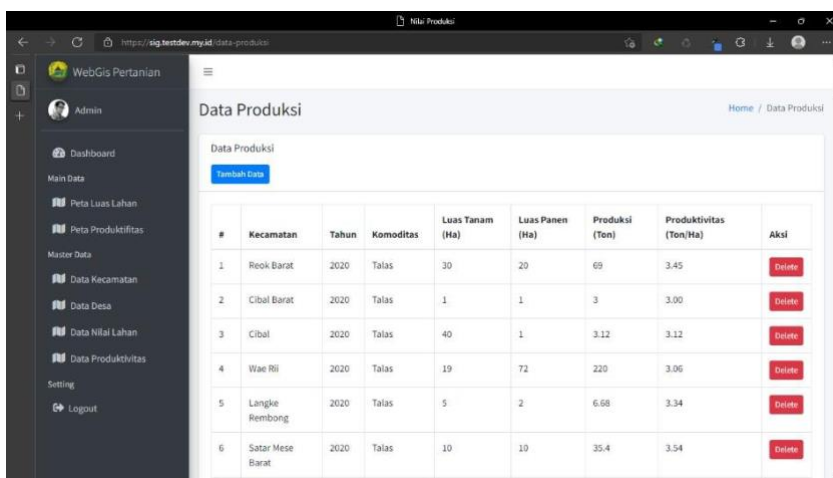 Nilai Produksi
https://sig.testdev.my.id/data-produksi
WebGis Pertanian
Admin
Dashboard
Main Data
Peta Luas Lahan
Peta Produktifitas
Master Data
Data Kecamatan
Data Desa
Data Nilai Lahan
Data Produktivitas
Setting
Logout
Data Produksi
Home / Data Produksi
Data Produksi
Tambah Data
# Kecamatan Tahun Komoditas Luas Tanam (Ha) Luas Panen (Ha) Produksi (Ton) Produktivitas (Ton/Ha) Aksi
1 Reok Barat 2020 Talas 30 20 69 3.45 Delete
2 Cibal Barat 2020 Talas 1 1 3 3.00 Delete
3 Cibal 2020 Talas 40 1 3.12 3.12 Delete
4 Wae Rii 2020 Talas 19 72 220 3.06 Delete
5 Langke Rembong 2020 Talas 5 2 6.68 3.34 Delete
6 Satar Mese Barat 2020 Talas 10 10 35.4 3.54 Delete